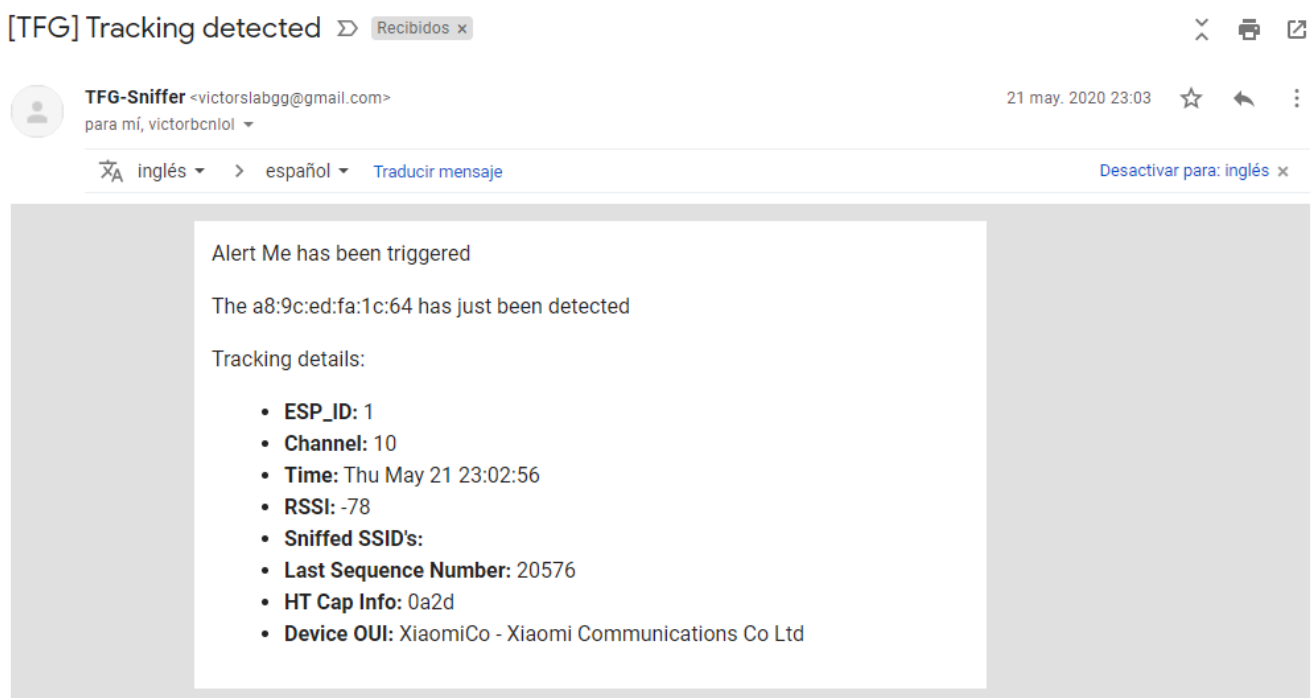 [TFG] Tracking detected Recibidos ×
TFG-Sniffer <victorslabgg@gmail.com> 21 may. 2020 23:03
para mí, victorbcnlol
inglés > español Traducir mensaje Desactivar para: inglés ×
Alert Me has been triggered
The a8:9c:ed:fa:1c:64 has just been detected
Tracking details:
• ESP_ID: 1
• Channel: 10
• Time: Thu May 21 23:02:56
• RSSI: -78
• Sniffed SSID's:
• Last Sequence Number: 20576
• HT Cap Info: 0a2d
• Device OUI: XiaomiCo - Xiaomi Communications Co Ltd